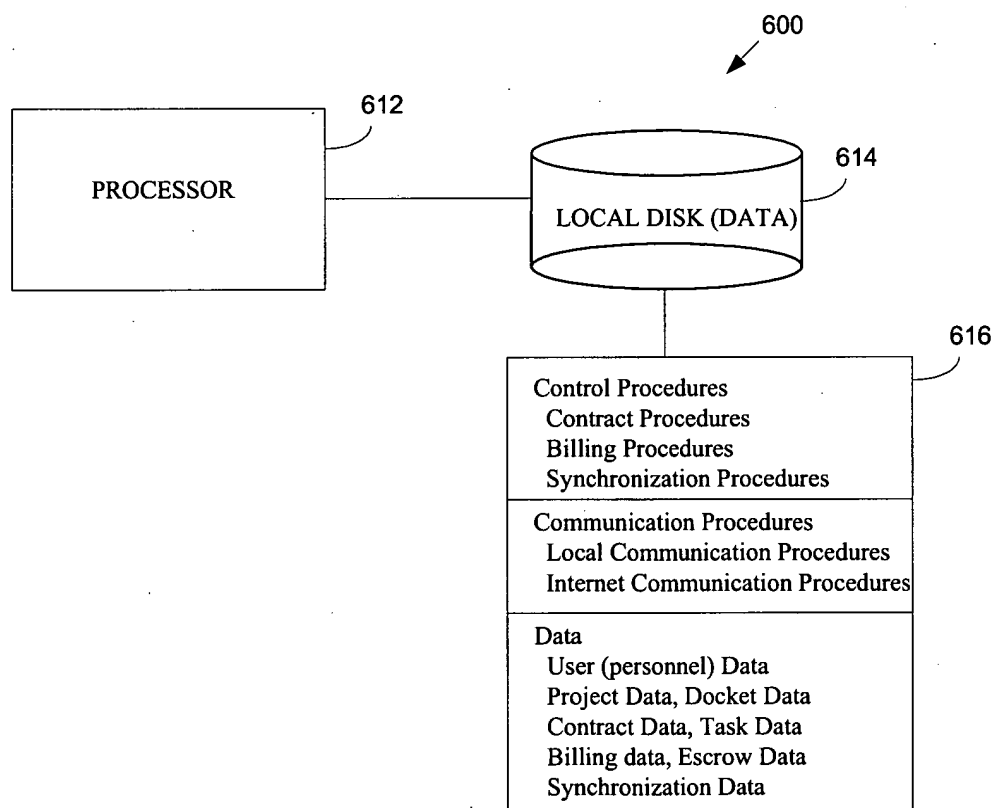 600
612
PROCESSOR
614
LOCAL DISK (DATA)
616
Control Procedures
Contract Procedures
Billing Procedures
Synchronization Procedures
Communication Procedures
Local Communication Procedures
Internet Communication Procedures
Data
User (personnel) Data
Project Data, Docket Data
Contract Data, Task Data
Billing data, Escrow Data
Synchronization Data